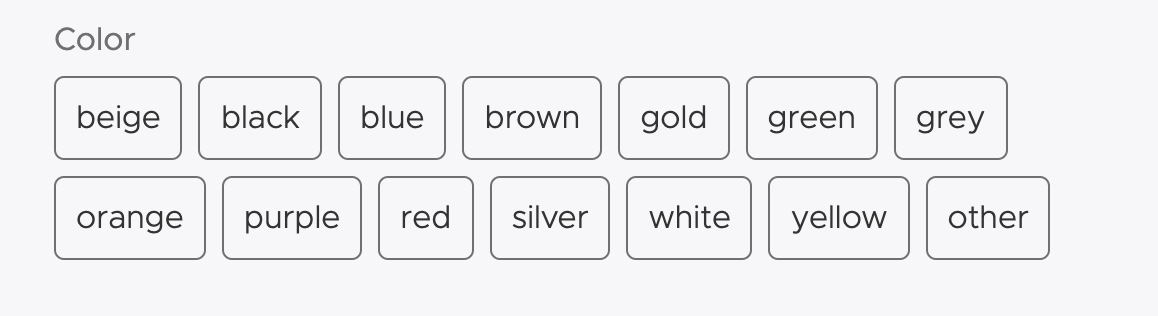 Color
beige black blue brown gold green grey
orange purple red silver white yellow other